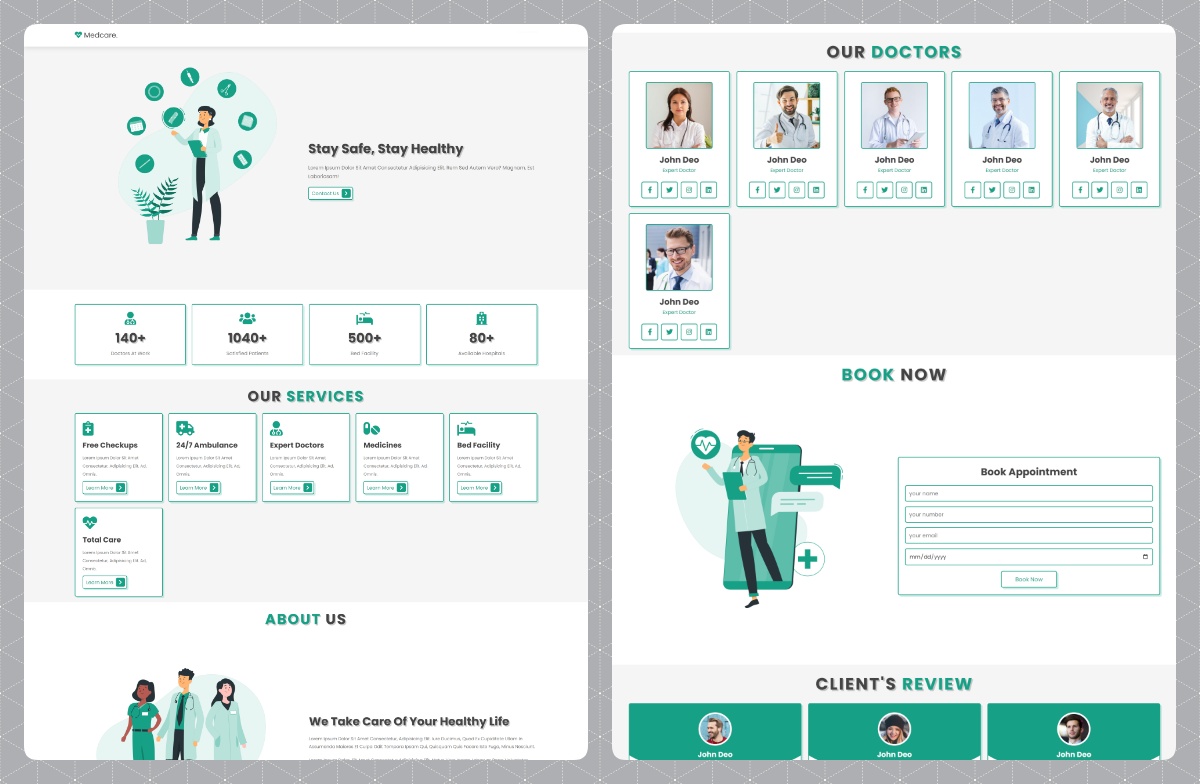 Medcare.
Stay Safe, Stay Healthy
Lorem Ipsum Dolor Sit Amet Consectetur Adipisicing Elit. Rem Sed Autem Vero? Magnam, Est
Laboriosam!
Contact Us
140+
Doctors At Work
1040+
Satisfied Patients
500+
Bed Facility
80+
Available Hospitals
OUR SERVICES
Free Checkups
Lorem Ipsum Dolor Sit Amet
Consectetur, Adipisicing Elit. Ad,
Omnis.
Learn More
24/7 Ambulance
Lorem Ipsum Dolor Sit Amet
Consectetur, Adipisicing Elit. Ad,
Omnis.
Learn More
Expert Doctors
Lorem Ipsum Dolor Sit Amet
Consectetur, Adipisicing Elit. Ad,
Omnis.
Learn More
Medicines
Lorem Ipsum Dolor Sit Amet
Consectetur, Adipisicing Elit. Ad,
Omnis.
Learn More
Bed Facility
Lorem Ipsum Dolor Sit Amet
Consectetur, Adipisicing Elit. Ad,
Omnis.
Learn More
Total Care
Lorem Ipsum Dolor Sit Amet
Consectetur, Adipisicing Elit. Ad,
Omnis.
Learn More
ABOUT US
We Take Care Of Your Healthy Life
Lorem Ipsum Dolor Sit Amet Consectetur, Adipisicing Elit.
OUR DOCTORS
John Deo
Expert Doctor
John Deo
Expert Doctor
John Deo
Expert Doctor
John Deo
Expert Doctor
John Deo
Expert Doctor
John Deo
Expert Doctor
BOOK NOW
Book Appointment
your name
your number
your email
mm/dd/yyyy
Book Now
CLIENT'S REVIEW
John Deo
John Deo
John Deo